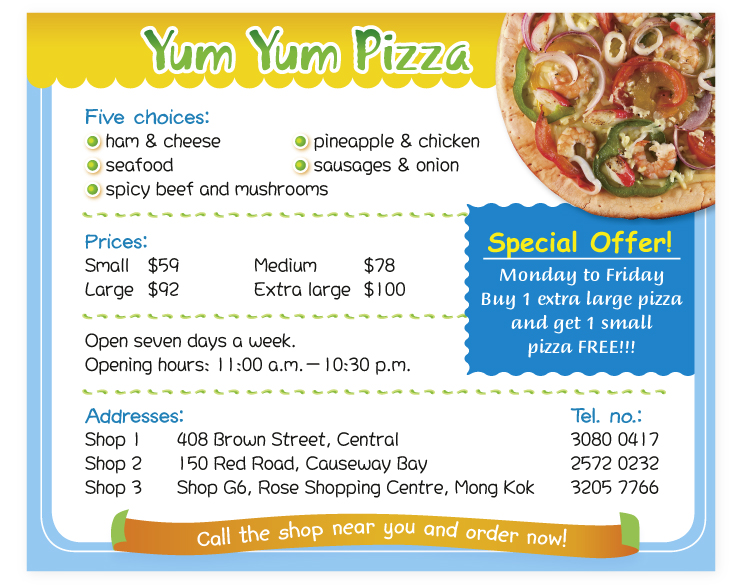 Yum Yum Pizza
Five choices:
ham & cheese
pineapple & chicken
seafood
sausages & onion
spicy beef and mushrooms
Prices:
Small $59 Medium $78
Large $92 Extra large $100
Special Offer!
Monday to Friday
Buy 1 extra large pizza
and get 1 small
pizza FREE!!!
Open seven days a week.
Opening hours: 11:00 a.m. – 10:30 p.m.
Addresses: Tel. no.:
Shop 1 408 Brown Street, Central 3080 0417
Shop 2 150 Red Road, Causeway Bay 2572 0232
Shop 3 Shop G6, Rose Shopping Centre, Mong Kok 3205 7766
Call the shop near you and order now!